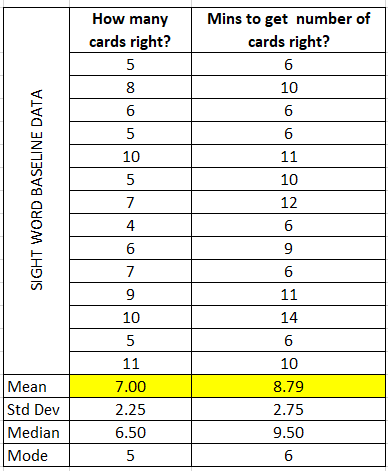 How many cards right? Mins to get number of cards right?
SIGHT WORD BASELINE DATA
5 6
8 10
6 6
5 6
10 11
5 10
7 12
4 6
6 9
7 6
9 11
10 14
5 6
11 10
Mean 7.00 8.79
Std Dev 2.25 2.75
Median 6.50 9.50
Mode 5 6